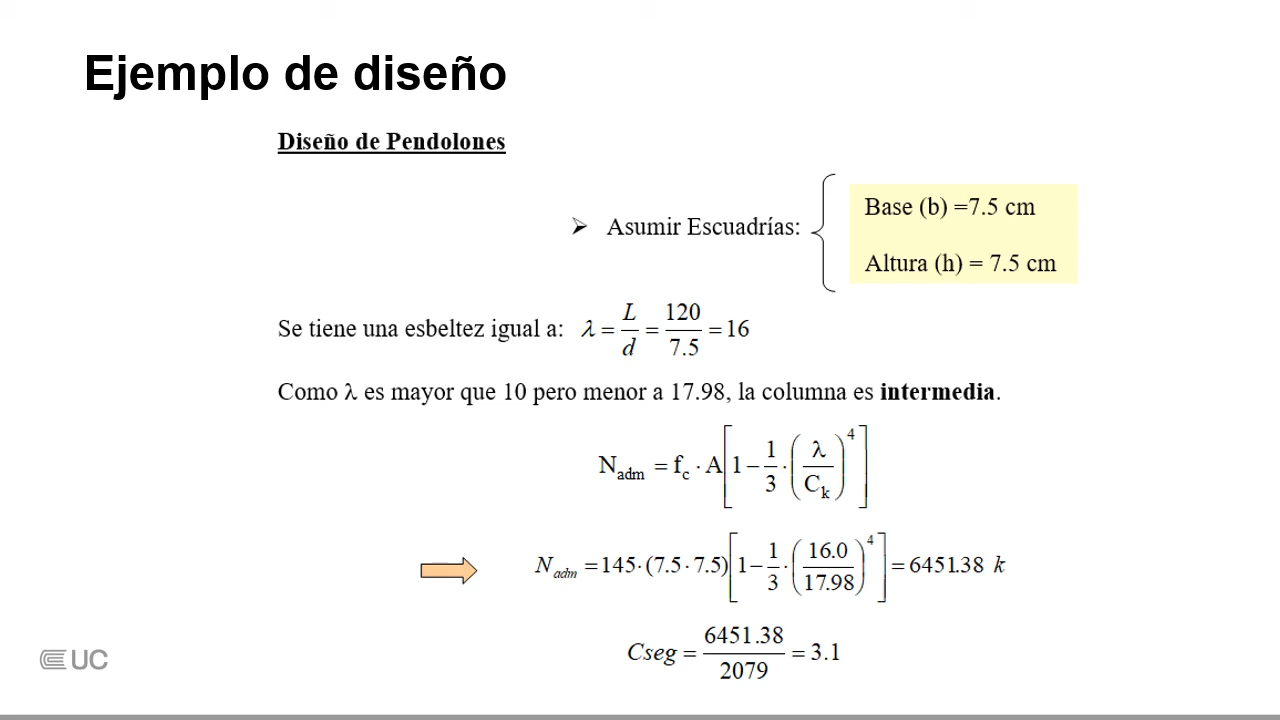 Ejemplo de diseño
Diseño de Pendolones
➢ Asumir Escuadrías:
Base (b) =7.5 cm
Altura (h) = 7.5 cm
Se tiene una esbeltez igual a: λ = L/d = 120/7.5 = 16
Como λ es mayor que 10 pero menor a 17.98, la columna es intermedia.
N_adm = f_c · A[1 − 1/3 · (λ/C_k)^4]
N_adm = 145·(7.5·7.5)[1 − 1/3 · (16.0/17.98)^4] = 6451.38 k
Cseg = 6451.38/2079 = 3.1
UC